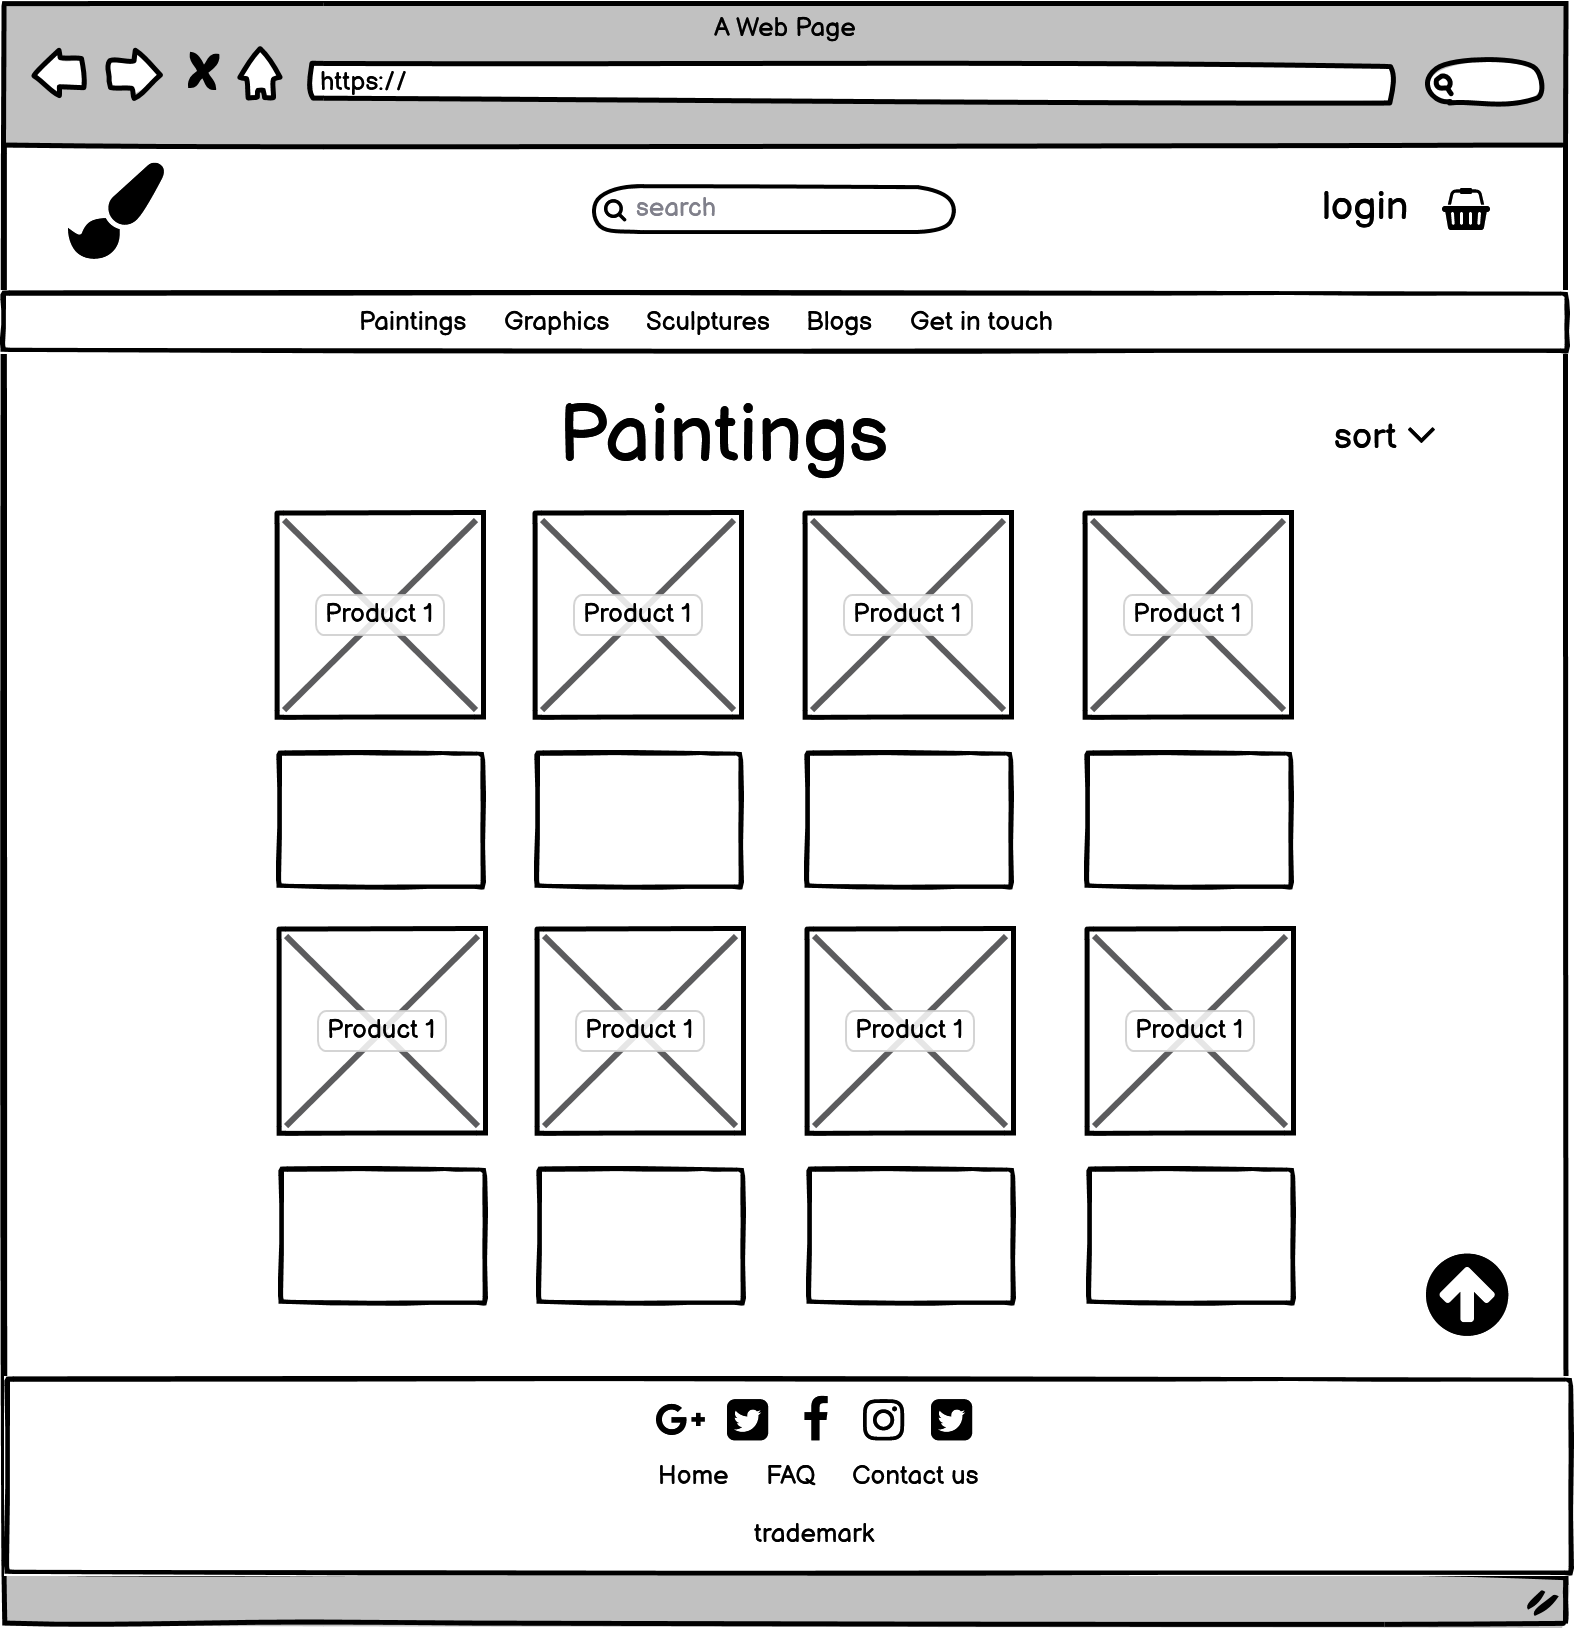 A Web Page
https://
search
login
Paintings Graphics Sculptures Blogs Get in touch
Paintings
sort
Product 1 Product 1 Product 1 Product 1
Product 1 Product 1 Product 1 Product 1
Home FAQ Contact us
trademark